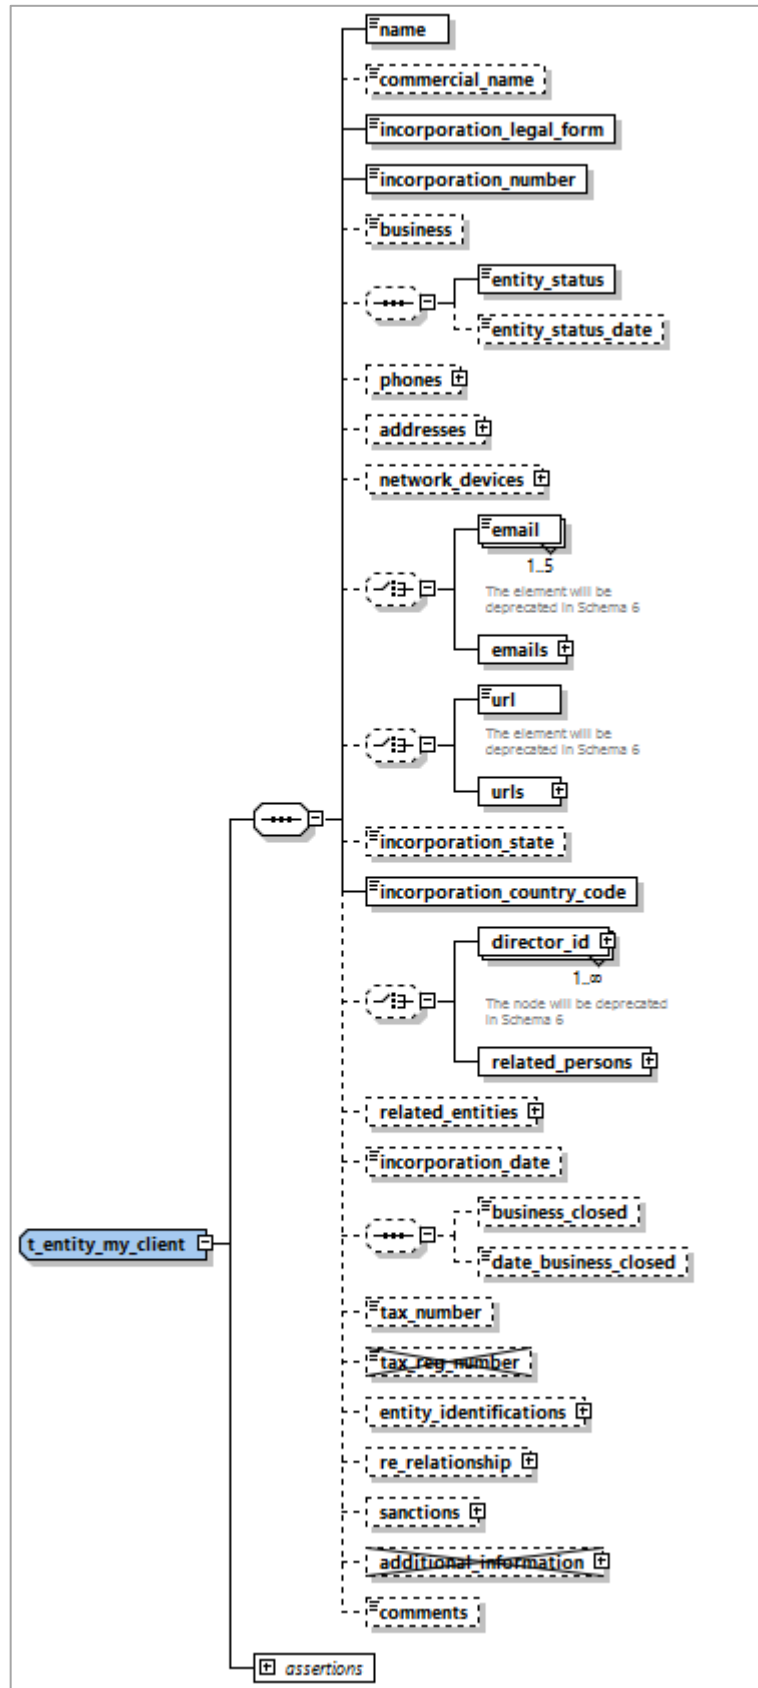 name
commercial_name
incorporation_legal_form
incorporation_number
business
entity_status
entity_status_date
phones
addresses
network_devices
email
1..5
The element will be
deprecated in Schema 6
emails
url
The element will be
deprecated in Schema 6
urls
incorporation_state
incorporation_country_code
director_id
1..∞
The node will be deprecated
in Schema 6
related_persons
related_entities
incorporation_date
business_closed
t_entity_my_client
date_business_closed
tax_number
tax_reg_number
entity_identifications
re_relationship
sanctions
additional_information
comments
assertions